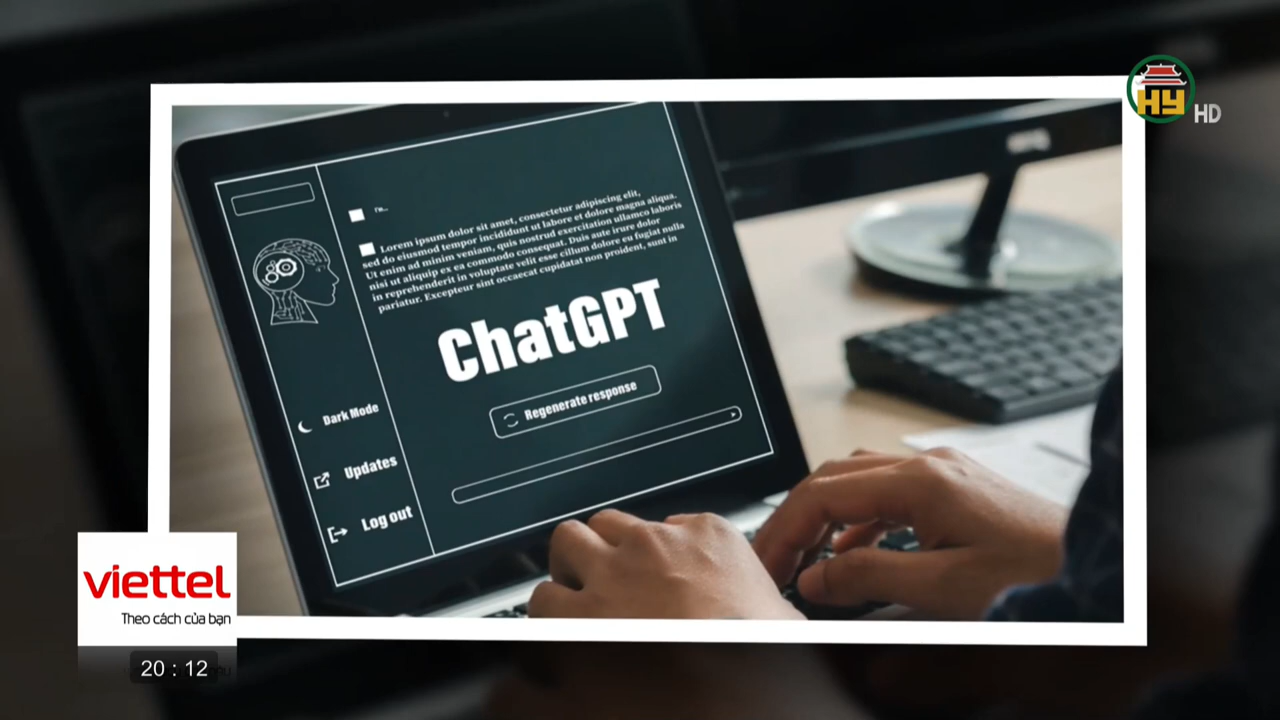 HY HD
Lorem ipsum dolor sit amet, consectetur adipiscing elit,
sed do eiusmod tempor incididunt ut labore et dolore magna aliqua.
Ut enim ad minim veniam, quis nostrud exercitation ullamco laboris
nisi ut aliquip ex ea commodo consequat. Duis aute irure dolor
in reprehenderit in voluptate velit esse cillum dolore eu fugiat nulla
pariatur. Excepteur sint occaecat cupidatat non proident, sunt in
ChatGPT
Regenerate response
Dark Mode
Updates
Log out
viettel
Theo cách của bạn
20 : 12